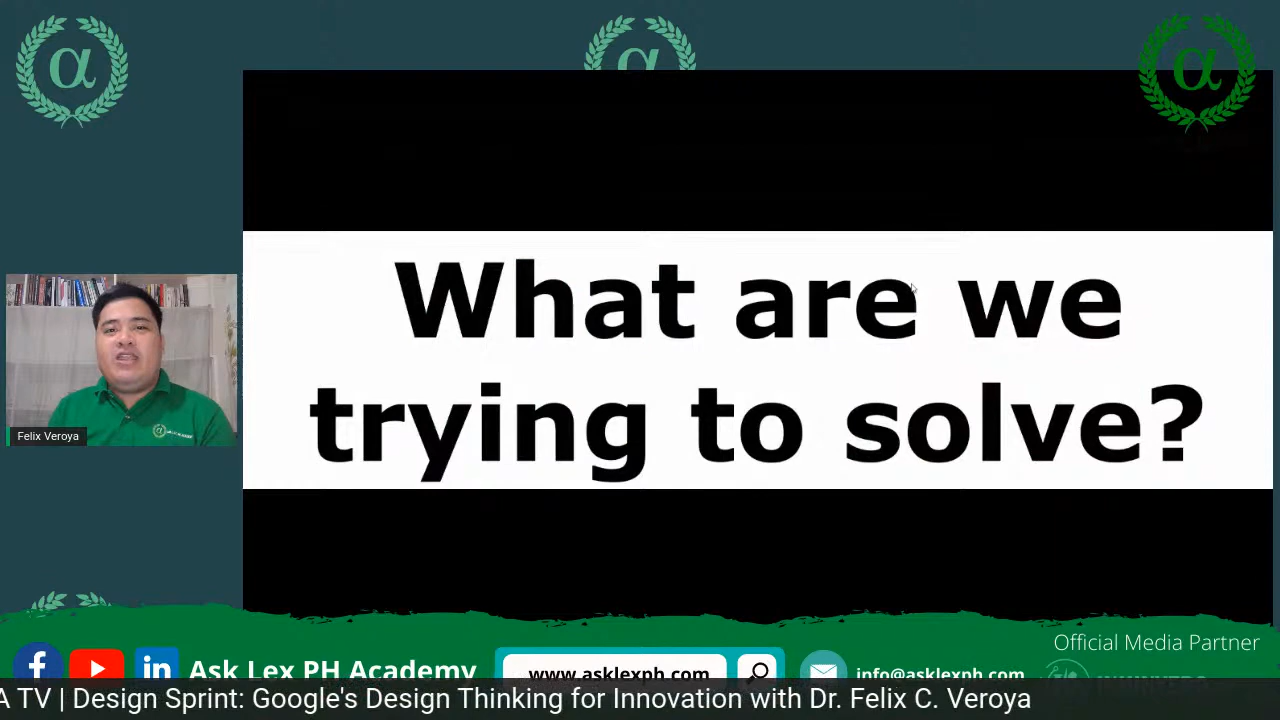 α
α
α
What are we
trying to solve?
Felix Veroya
Official Media Partner
Ask Lex PH Academy
www.asklexph.com
info@asklexph.com
A TV | Design Sprint: Google's Design Thinking for Innovation with Dr. Felix C. Veroya